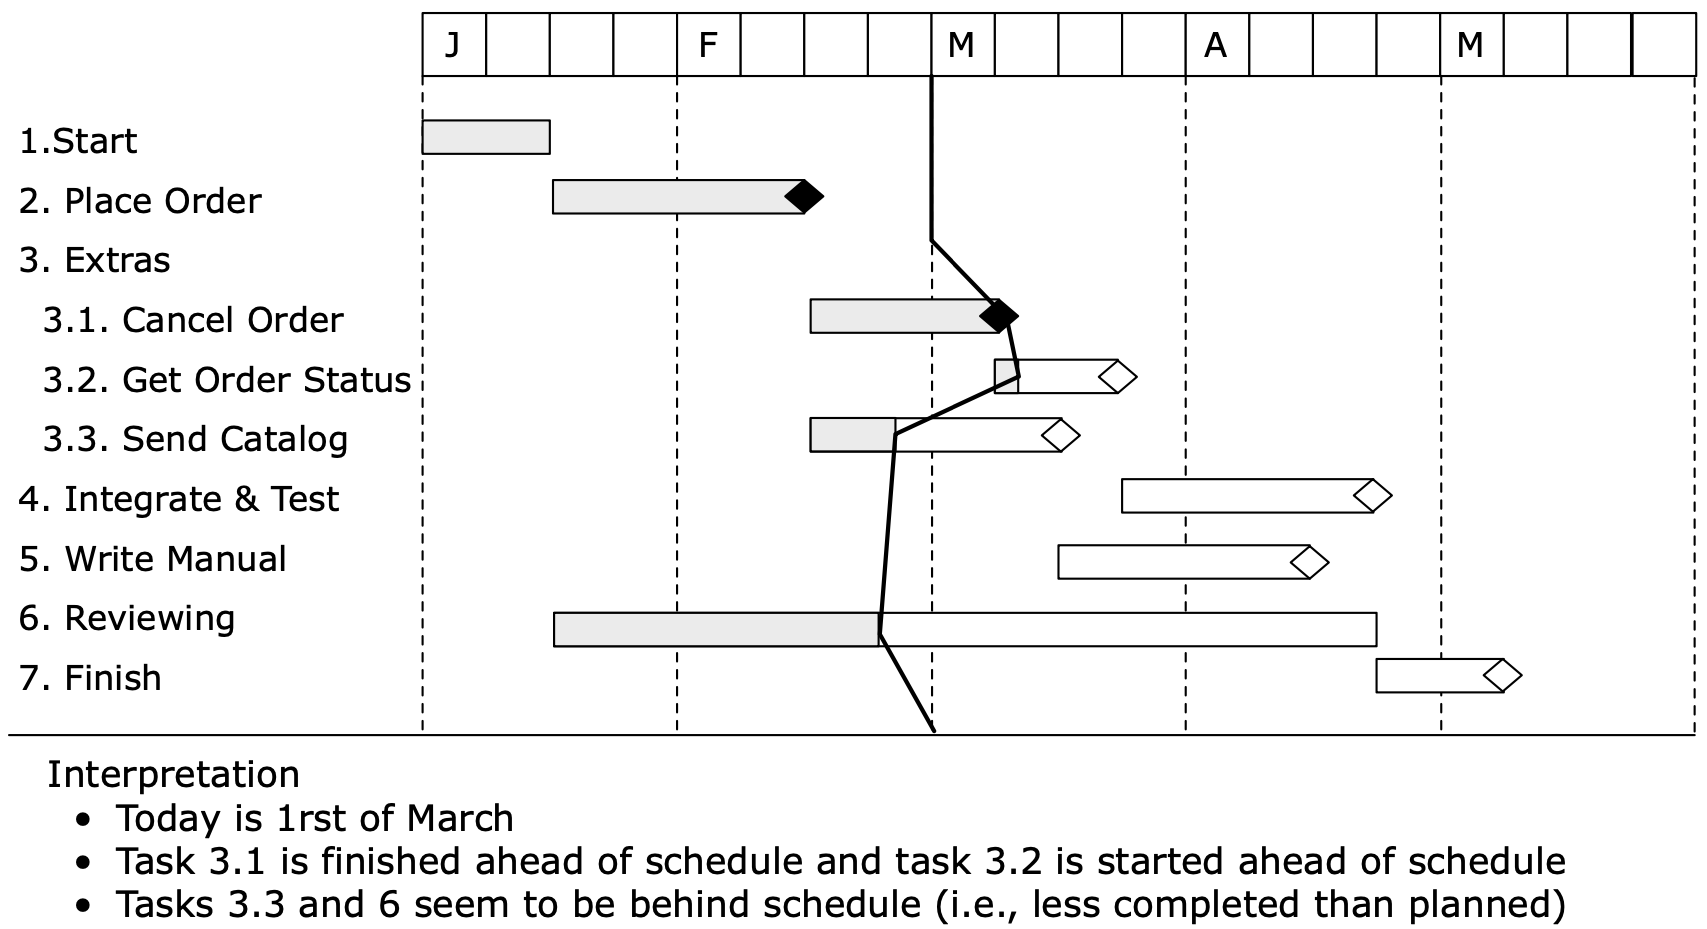 J F M A M
1.Start
2. Place Order
3. Extras
3.1. Cancel Order
3.2. Get Order Status
3.3. Send Catalog
4. Integrate & Test
5. Write Manual
6. Reviewing
7. Finish
Interpretation
• Today is 1rst of March
• Task 3.1 is finished ahead of schedule and task 3.2 is started ahead of schedule
• Tasks 3.3 and 6 seem to be behind schedule (i.e., less completed than planned)